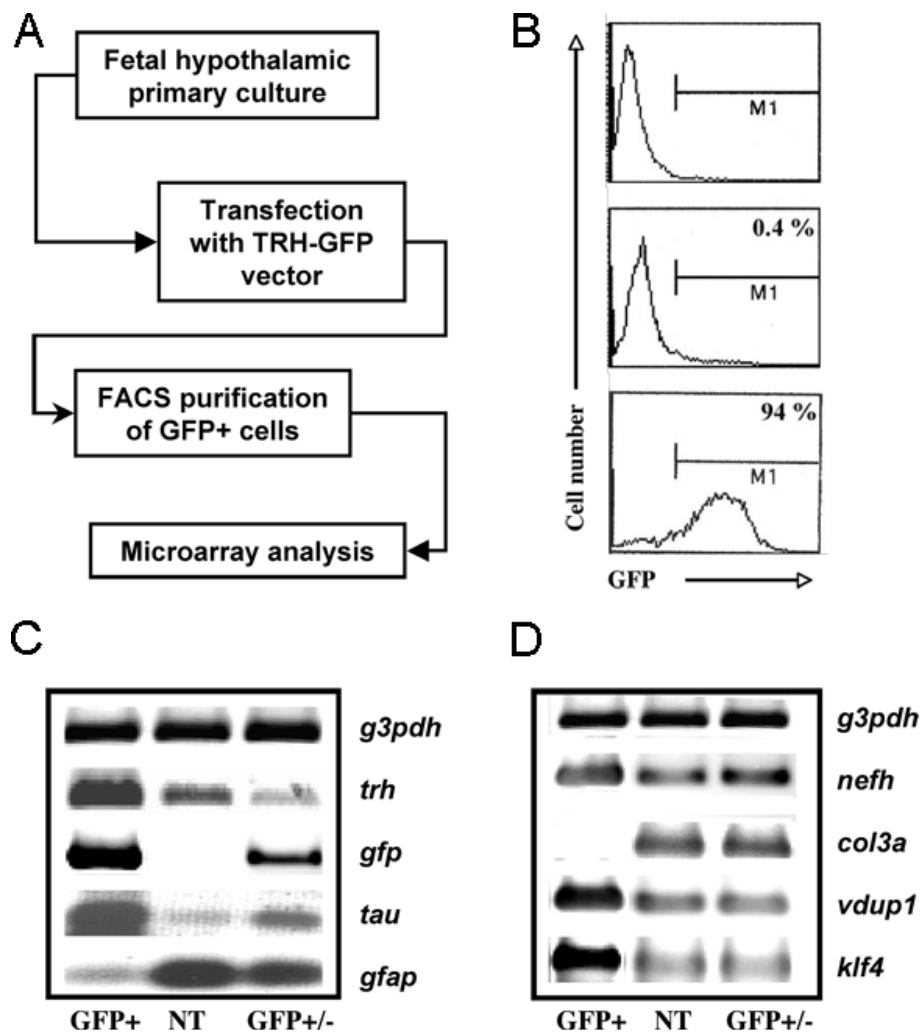 A
Fetal hypothalamic
primary culture
Transfection
with TRH-GFP
vector
FACS purification
of GFP+ cells
Microarray analysis
B
M1
0.4 %
M1
94 %
M1
Cell number
GFP
C
g3pdh
trh
gfp
tau
gfap
GFP+ NT GFP+/-
D
g3pdh
nefh
col3a
vdup1
klf4
GFP+ NT GFP+/-